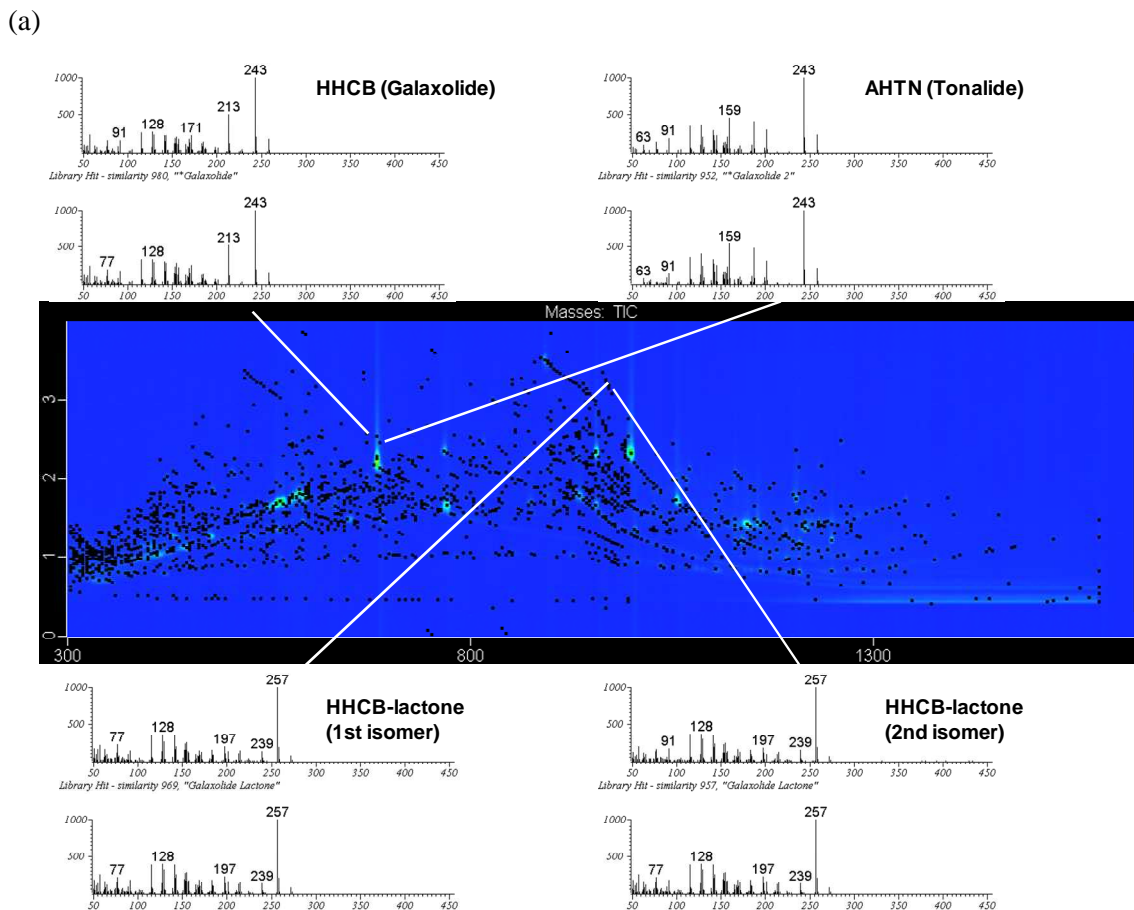 (a)
HHCB (Galaxolide)
1000
500
91
128
171
213
243
50 100 150 200 250 300 350 400 450
Library Hit - similarity 980, "*Galaxolide"
1000
500
77
128
213
243
50 100 150 200 250 300 350 400 450
AHTN (Tonalide)
1000
500
63
91
159
243
50 100 150 200 250 300 350 400 450
Library Hit - similarity 952, "*Galaxolide 2"
1000
500
63
91
159
243
50 100 150 200 250 300 350 400 450
Masses: TIC
3
2
1
0
300 800 1300
HHCB-lactone
(1st isomer)
1000
500
77
128
197
239
257
50 100 150 200 250 300 350 400 450
Library Hit - similarity 969, "Galaxolide Lactone"
1000
500
77
128
197
239
257
50 100 150 200 250 300 350 400 450
HHCB-lactone
(2nd isomer)
1000
500
91
128
197
239
257
50 100 150 200 250 300 350 400 450
Library Hit - similarity 957, "Galaxolide Lactone"
1000
500
77
128
197
239
257
50 100 150 200 250 300 350 400 450